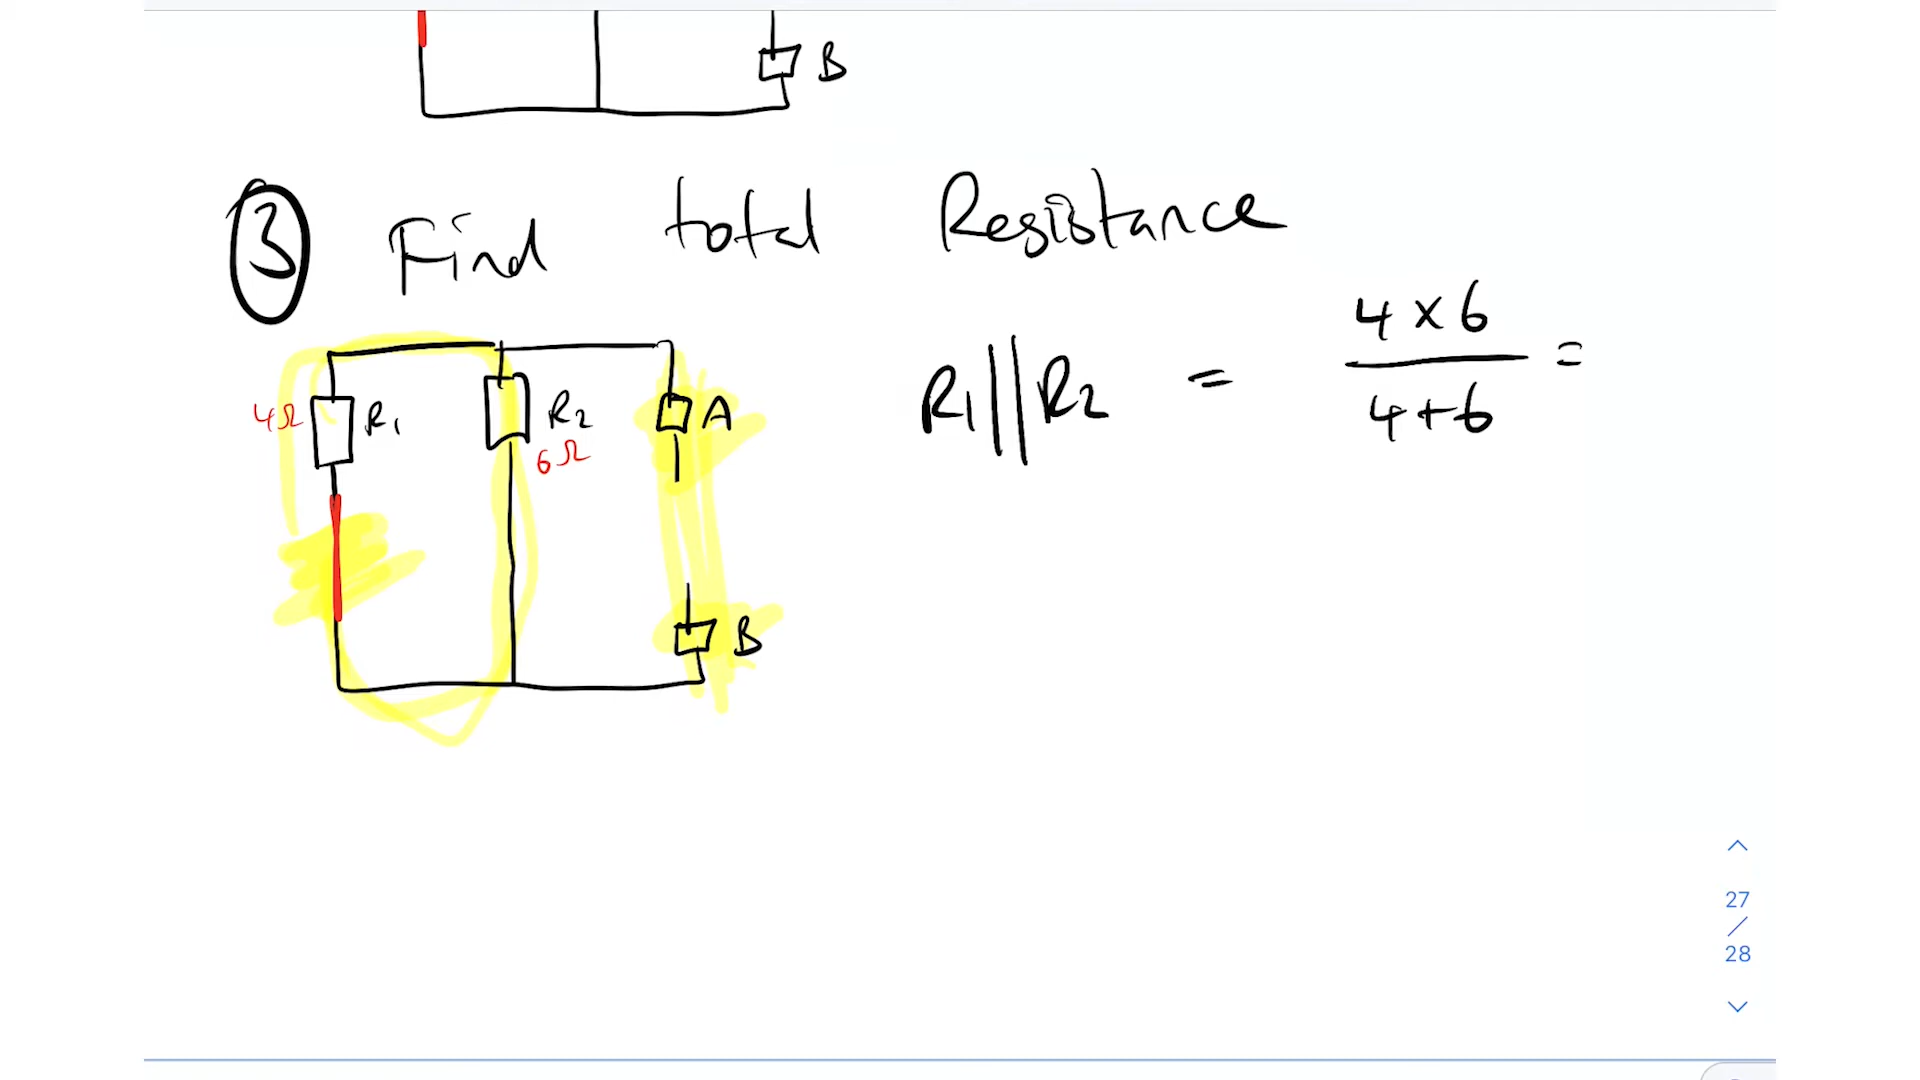 B
3 Find total Resistance
4Ω R1 R2 6Ω A
B
R1||R2 = 4 × 6 / 4 + 6 =
27
/
28